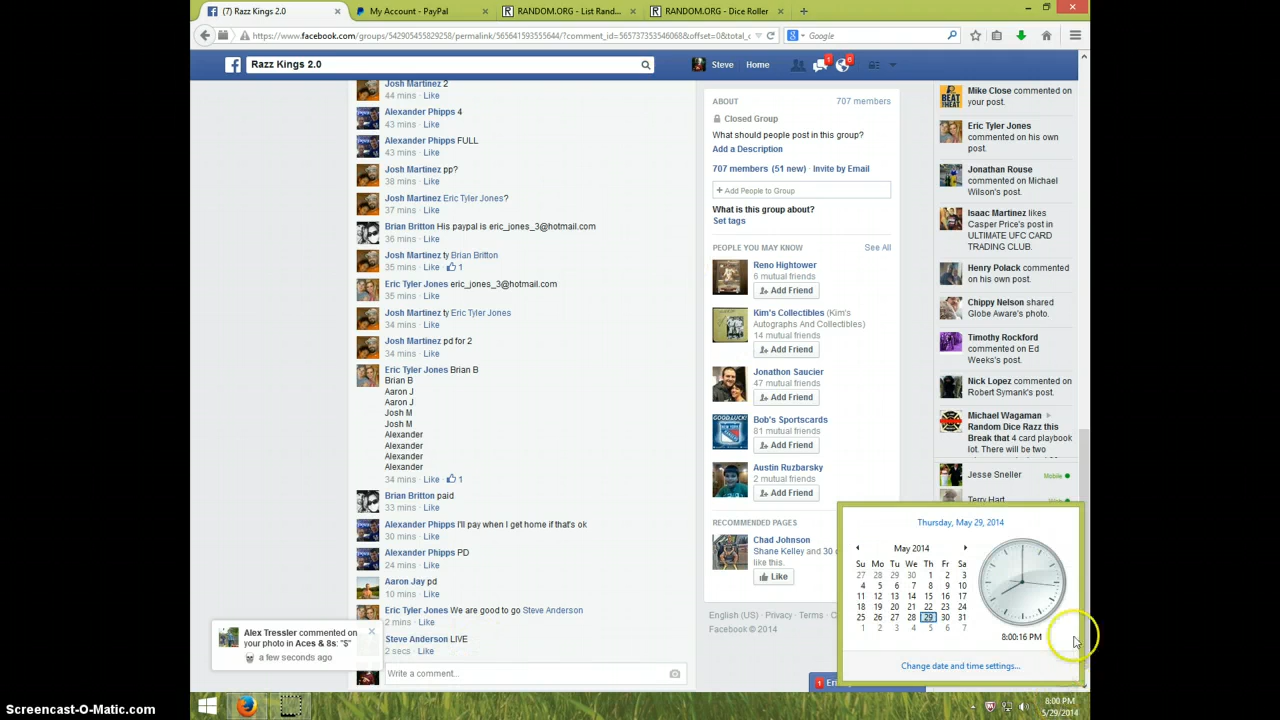 (7) Razz Kings 2.0
My Account - PayPal
RANDOM.ORG - List Rand...
RANDOM.ORG - Dice Roller
https://www.facebook.com/groups/542905455829258/permalink/565641593555644/?comment_id=565737353546068&offset=0&total_c
Google
Razz Kings 2.0
Steve
Home
1
6
Josh Martinez 2
44 mins · Like
Alexander Phipps 4
43 mins · Like
Alexander Phipps FULL
43 mins · Like
Josh Martinez pp?
38 mins · Like
Josh Martinez Eric Tyler Jones?
37 mins · Like
Brian Britton His paypal is eric_jones_3@hotmail.com
36 mins · Like
Josh Martinez ty Brian Britton
35 mins · Like · 1
Eric Tyler Jones eric_jones_3@hotmail.com
35 mins · Like
Josh Martinez ty Eric Tyler Jones
34 mins · Like
Josh Martinez pd for 2
34 mins · Like
Eric Tyler Jones Brian B
Brian B
Aaron J
Aaron J
Josh M
Josh M
Alexander
Alexander
Alexander
Alexander
34 mins · Like · 1
Brian Britton paid
33 mins · Like
Alexander Phipps I'll pay when I get home if that's ok
30 mins · Like
Alexander Phipps PD
24 mins · Like
Aaron Jay pd
10 mins · Like
Eric Tyler Jones We are good to go Steve Anderson
2 mins · Like
Steve Anderson LIVE
2 secs · Like
Write a comment...
Alex Tressler commented on
your photo in Aces & 8s: "$"
a few seconds ago
ABOUT
707 members
Closed Group
What should people post in this group?
Add a Description
707 members (51 new) · Invite by Email
+ Add People to Group
What is this group about?
Set tags
PEOPLE YOU MAY KNOW
See All
Reno Hightower
6 mutual friends
Add Friend
Kim's Collectibles (Kim's
Autographs And Collectibles)
14 mutual friends
Add Friend
Jonathon Saucier
47 mutual friends
Add Friend
GOOD LUCK!
Bob's Sportscards
81 mutual friends
Add Friend
Austin Ruzbarsky
2 mutual friends
Add Friend
RECOMMENDED PAGES
Chad Johnson
Shane Kelley and 30
like this.
Like
English (US) · Privacy · Terms · C
Facebook © 2014
BEAT THE HEAT
Mike Close commented on
your post.
Eric Tyler Jones
commented on his own
post.
Jonathan Rouse
commented on Michael
Wilson's post.
Isaac Martinez likes
Casper Price's post in
ULTIMATE UFC CARD
TRADING CLUB.
Henry Polack commented
on his own post.
Chippy Nelson shared
Globe Aware's photo.
Timothy Rockford
commented on Ed
Weeks's post.
Nick Lopez commented on
Robert Symank's post.
Michael Wagaman
Random Dice Razz this
Break that 4 card playbook
lot. There will be two
Jesse Sneller
Mobile
Terry Hart
Web
Thursday, May 29, 2014
May 2014
Su Mo Tu We Th Fr Sa
27 28 29 30 1 2 3
4 5 6 7 8 9 10
11 12 13 14 15 16 17
18 19 20 21 22 23 24
25 26 27 28 29 30 31
1 2 3 4 5 6 7
8:00:16 PM
Change date and time settings...
1
8:00 PM
5/29/2014
Screencast-O-Matic.com